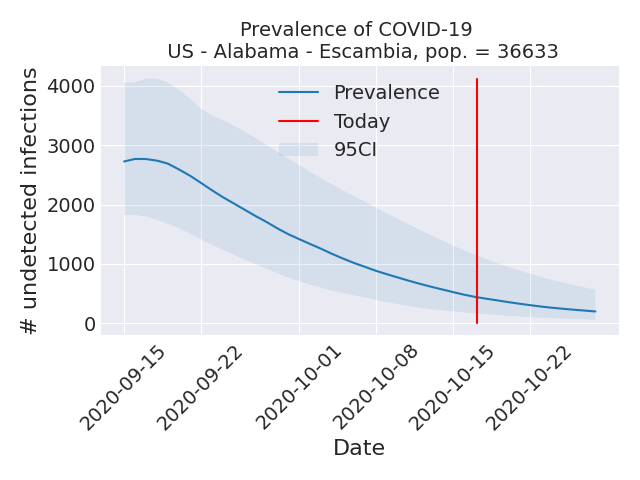 Prevalence of COVID-19
US - Alabama - Escambia, pop. = 36633
# undetected infections
4000
3000
2000
1000
0
Prevalence
Today
95CI
2020-09-15
2020-09-22
2020-10-01
2020-10-08
2020-10-15
2020-10-22
Date